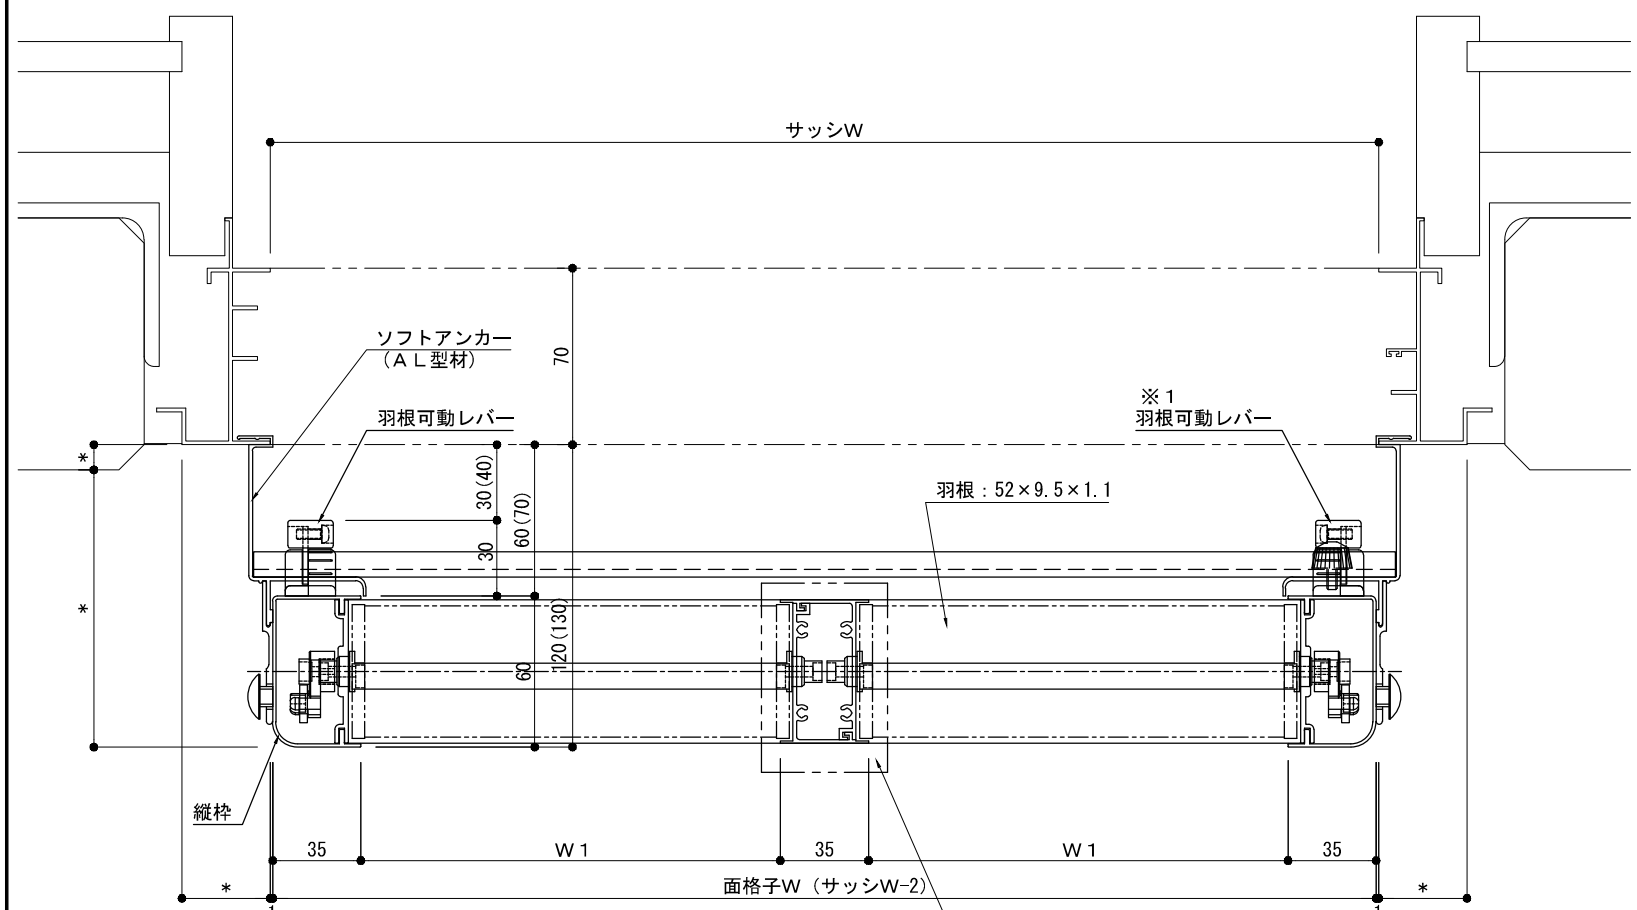 サッシW
ソフトアンカー
(AL型材)
70
羽根可動レバー
※1
羽根可動レバー
*
30(40)
60(70)
羽根:52×9.5×1.1
30
*
120(130)
60
縦枠
35
W1
35
W1
35
*
面格子W (サッシW-2)
*
1
1